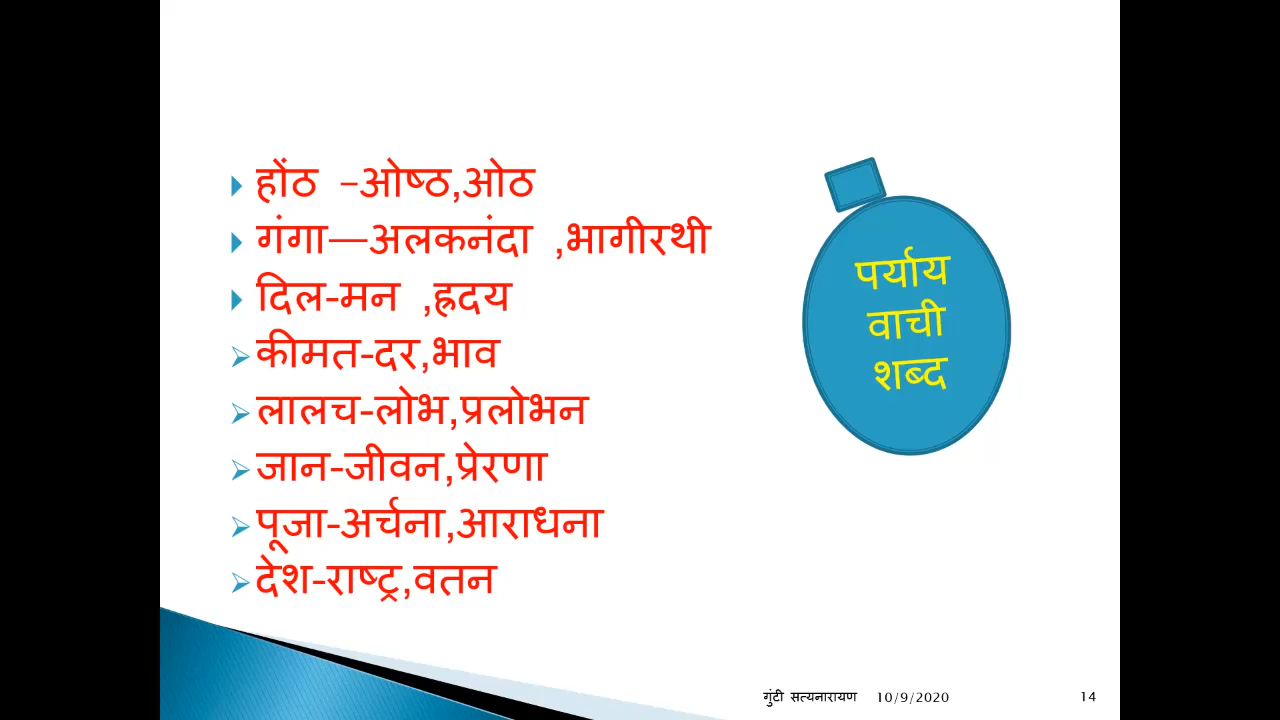 होंठ –ओष्ठ,ओठ
गंगा—अलकनंदा ,भागीरथी
दिल-मन ,ह्रदय
कीमत-दर,भाव
लालच-लोभ,प्रलोभन
जान-जीवन,प्रेरणा
पूजा-अर्चना,आराधना
देश-राष्ट्र,वतन
पर्याय
वाची
शब्द
गुंटी सत्यनारायण 10/9/2020 14